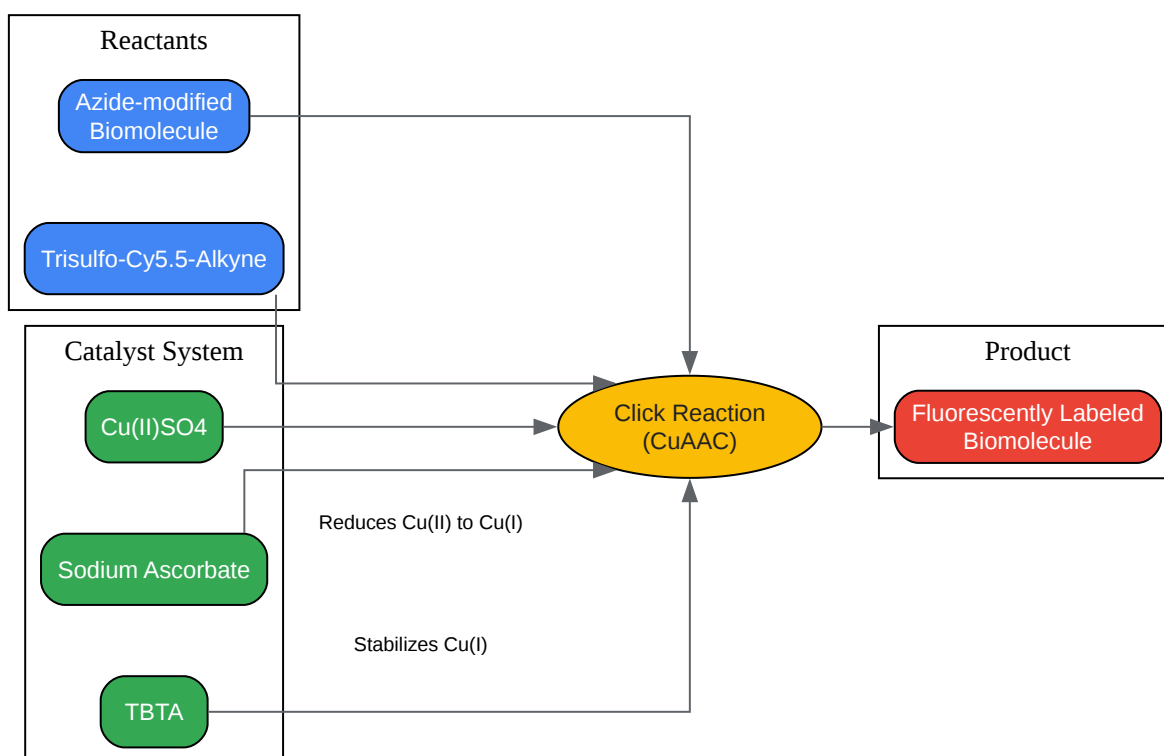 Reactants
Azide-modified
Biomolecule
Trisulfo-Cy5.5-Alkyne
Catalyst System
Cu(II)SO4
Sodium Ascorbate
TBTA
Reduces Cu(II) to Cu(I)
Stabilizes Cu(I)
Click Reaction
(CuAAC)
Product
Fluorescently Labeled
Biomolecule